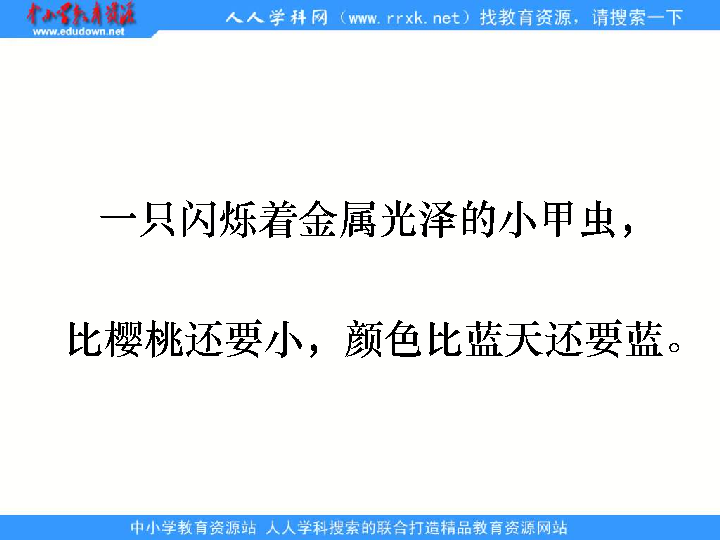 中小学教育资源
www.edudown.net
人人学科网（www.rrxk.net）找教育资源，请搜索一下
一只闪烁着金属光泽的小甲虫，
比樱桃还要小，颜色比蓝天还要蓝。
中小学教育资源站 人人学科搜索的联合打造精品教育资源网站